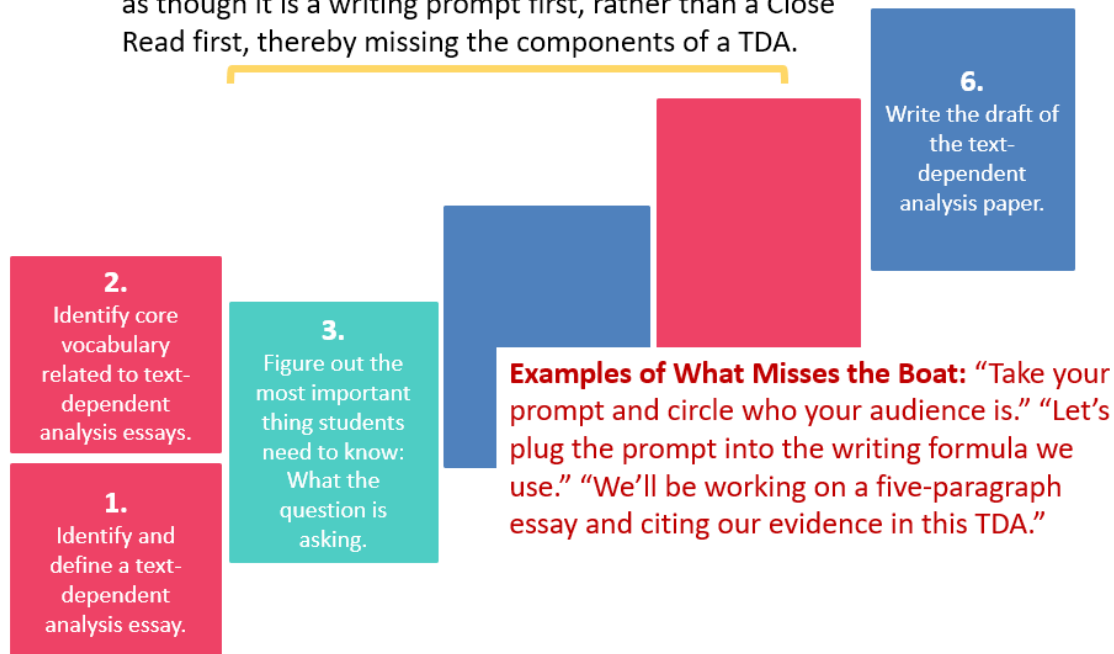 as though it is a writing prompt first, rather than a Close
Read first, thereby missing the components of a TDA.
6.
Write the draft of
the text-
dependent
analysis paper.
2.
Identify core
vocabulary
related to text-
dependent
analysis essays.
3.
Figure out the
most important
thing students
need to know:
What the
question is
asking.
Examples of What Misses the Boat: “Take your
prompt and circle who your audience is.” “Let’s
plug the prompt into the writing formula we
use.” “We’ll be working on a five-paragraph
essay and citing our evidence in this TDA.”
1.
Identify and
define a text-
dependent
analysis essay.